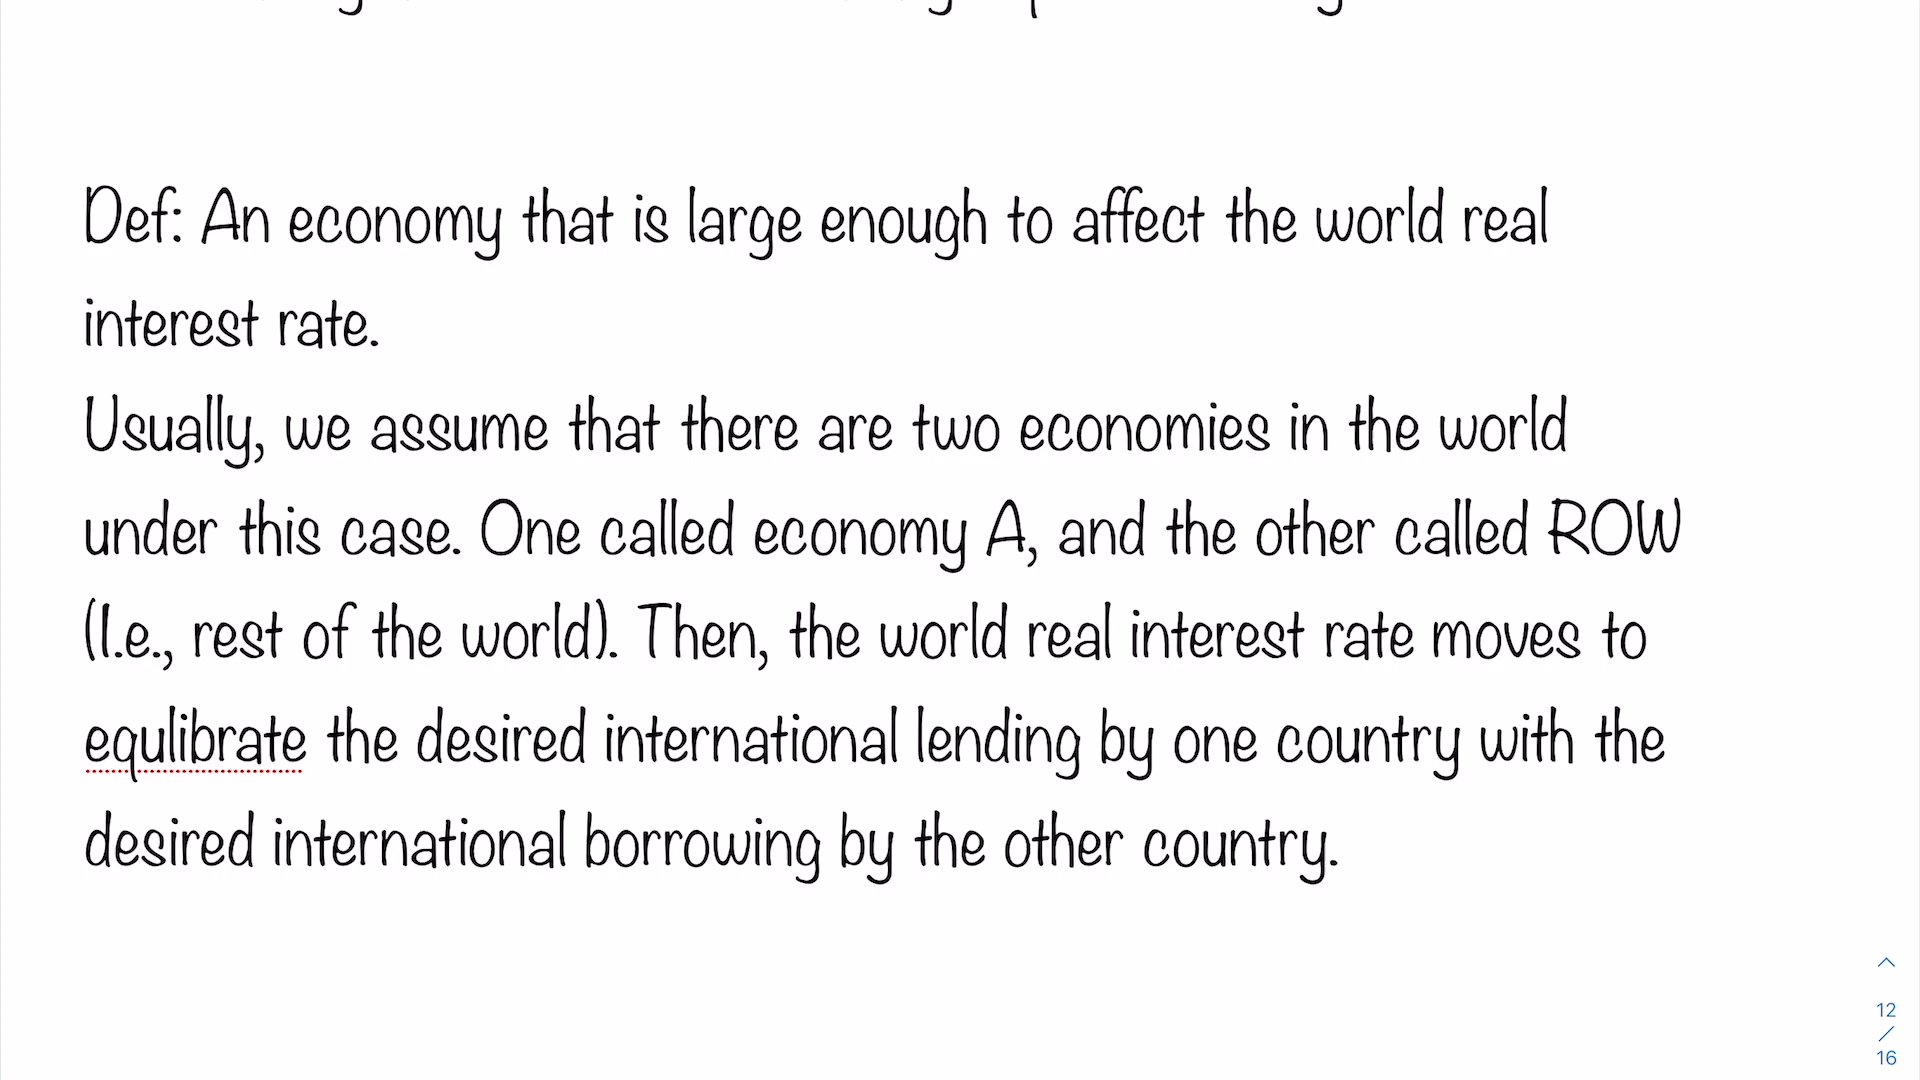 Def: An economy that is large enough to affect the world real
interest rate.
Usually, we assume that there are two economies in the world
under this case. One called economy A, and the other called ROW
(I.e., rest of the world). Then, the world real interest rate moves to
equlibrate the desired international lending by one country with the
desired international borrowing by the other country.
12
/
16